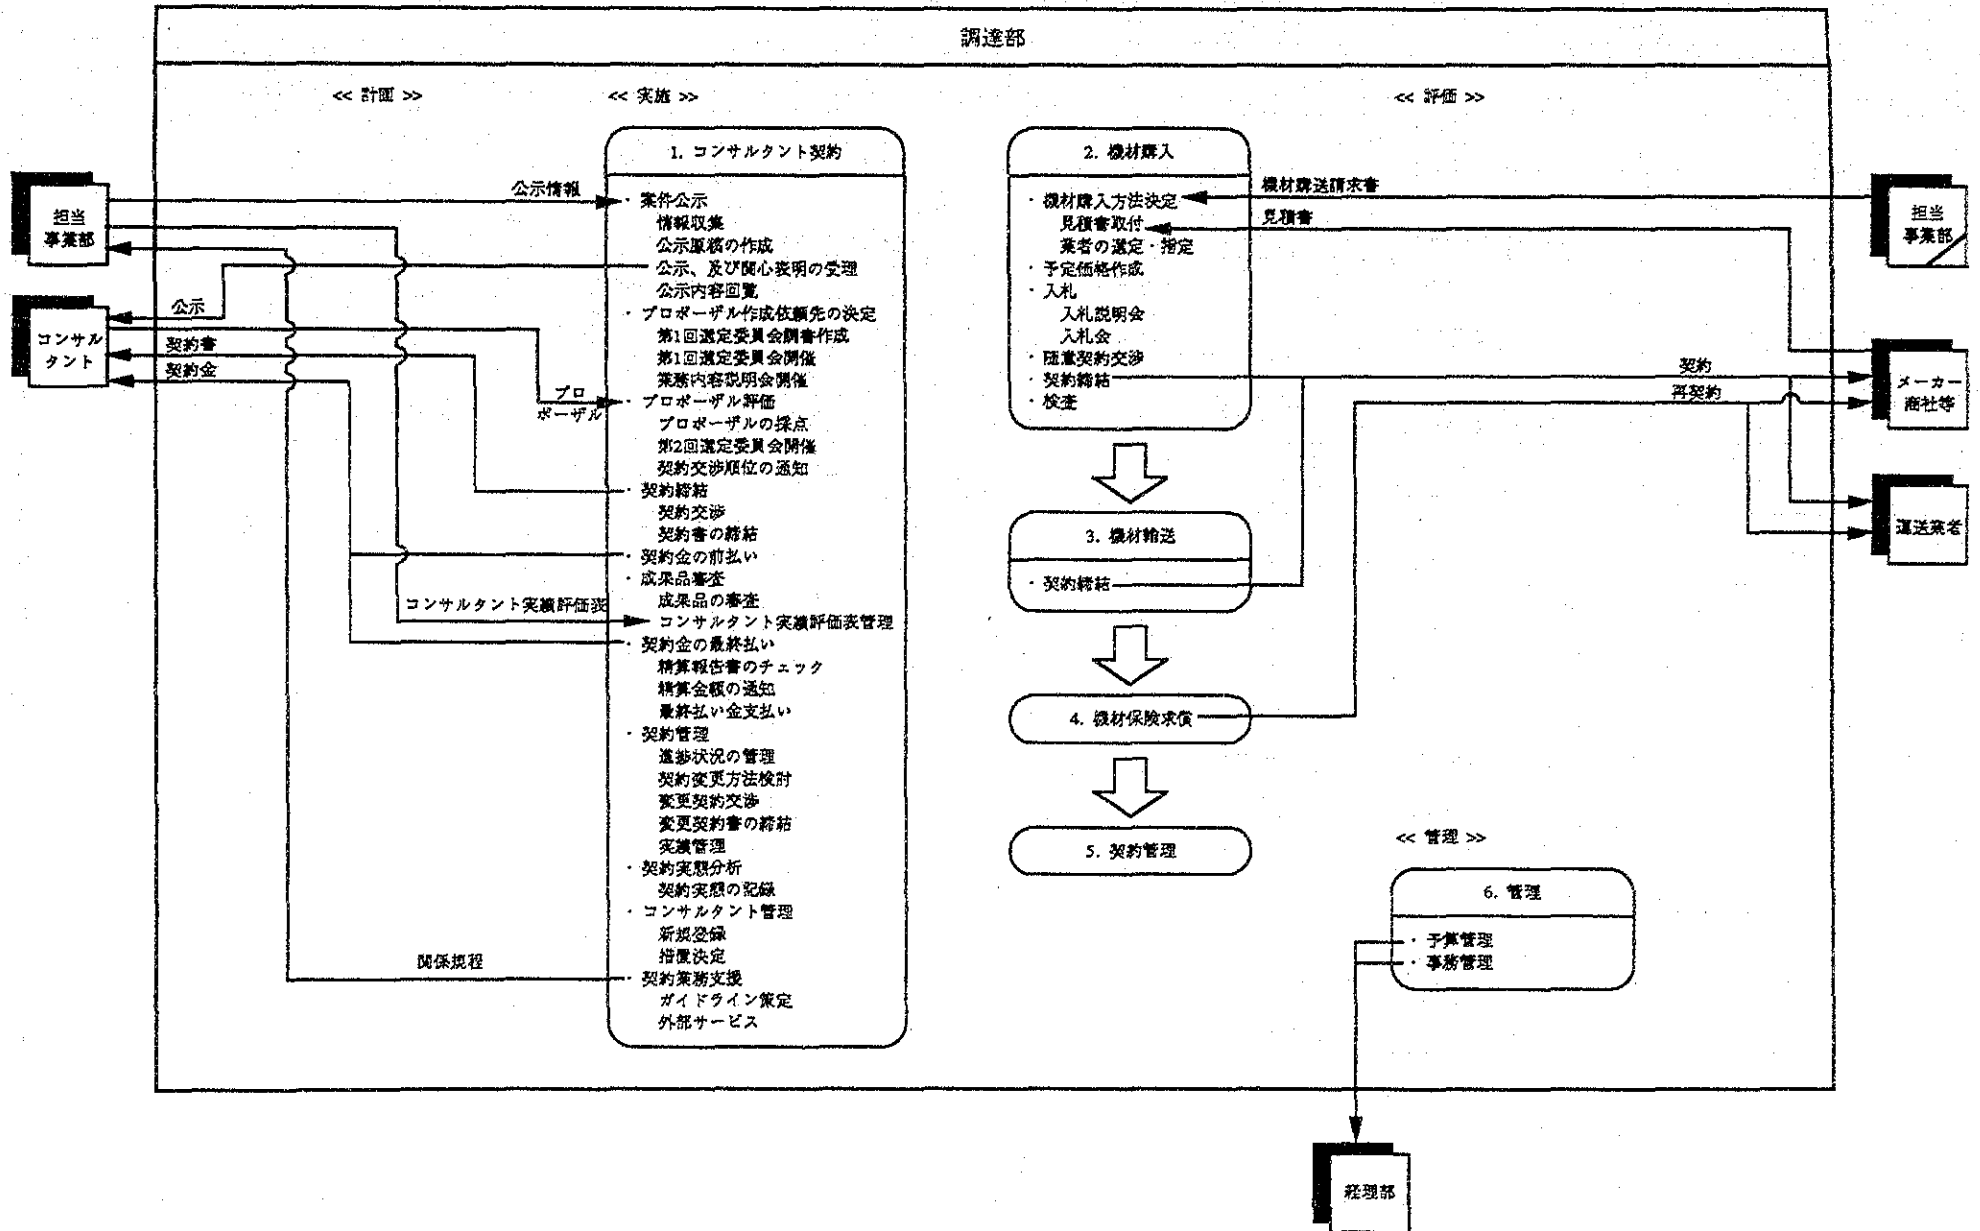 調達部
<< 計画 >>
<< 実施 >>
<< 評価 >>
担当
事業部
コンサル
タント
公示情報
公示
契約書
契約金
プロ
ポーザル
コンサルタント実績評価表
関係規程
1. コンサルタント契約
・ 案件公示
情報収集
公示原稿の作成
公示、及び関心表明の受理
公示内容回覧
・ プロポーザル作成依頼先の決定
第1回選定委員会調書作成
第1回選定委員会開催
業務内容説明会開催
・ プロポーザル評価
プロポーザルの採点
第2回選定委員会開催
契約交渉順位の通知
・ 契約締結
契約交渉
契約書の締結
・ 契約金の前払い
・ 成果品審査
成果品の審査
コンサルタント実績評価表管理
・ 契約金の最終払い
精算報告書のチェック
精算金額の通知
最終払い金支払い
・ 契約管理
進捗状況の管理
契約変更方法検討
変更契約交渉
変更契約書の締結
実績管理
・ 契約実態分析
契約実態の記録
・ コンサルタント管理
新規登録
措置決定
・ 契約業務支援
ガイドライン策定
外部サービス
2. 機材購入
・ 機材購入方法決定
見積書取付
業者の選定・指定
・ 予定価格作成
・ 入札
入札説明会
入札会
・ 随意契約交渉
・ 契約締結
・ 検査
3. 機材輸送
・ 契約締結
4. 機材保険求償
5. 契約管理
機材購送請求書
見積書
契約
再契約
担当
事業部
メーカー
商社等
運送業者
<< 管理 >>
6. 管理
・ 予算管理
・ 事務管理
経理部